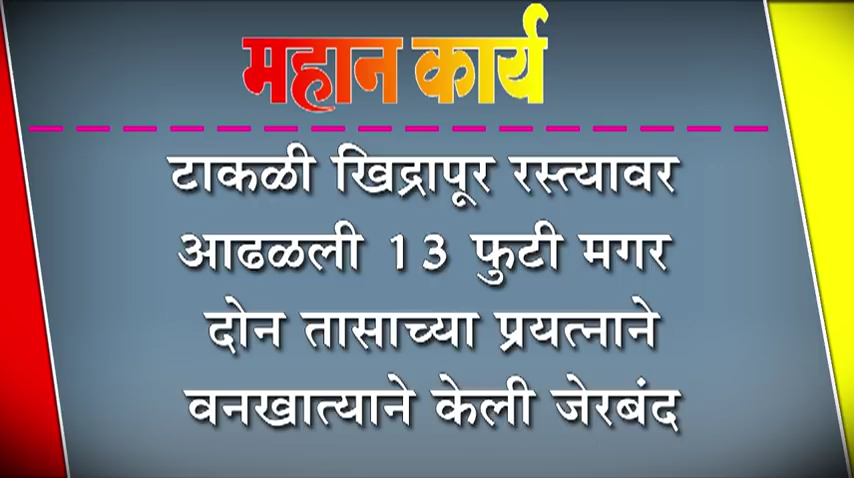 महान कार्य
टाकळी खिद्रापूर रस्त्यावर
आढळली 13 फुटी मगर
दोन तासाच्या प्रयत्नाने
वनखात्याने केली जेरबंद